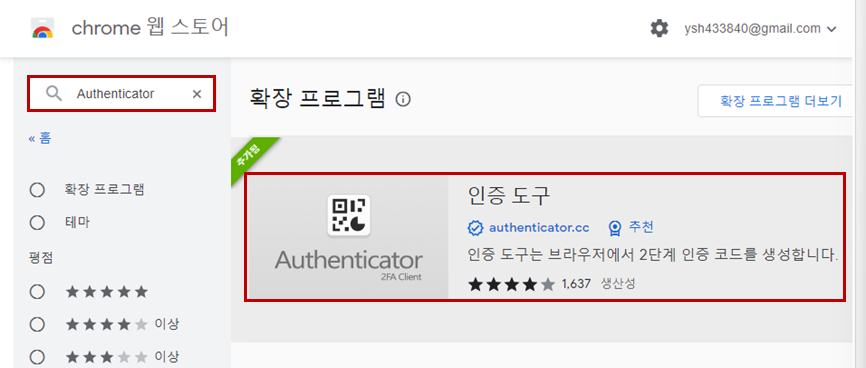 chrome 웹 스토어
ysh433840@gmail.com
Authenticator
« 홈
확장 프로그램
테마
평점
이상
이상
확장 프로그램
확장 프로그램 더보기
추가됨
Authenticator
2FA Client
인증 도구
authenticator.cc 추천
인증 도구는 브라우저에서 2단계 인증 코드를 생성합니다.
1,637 생산성